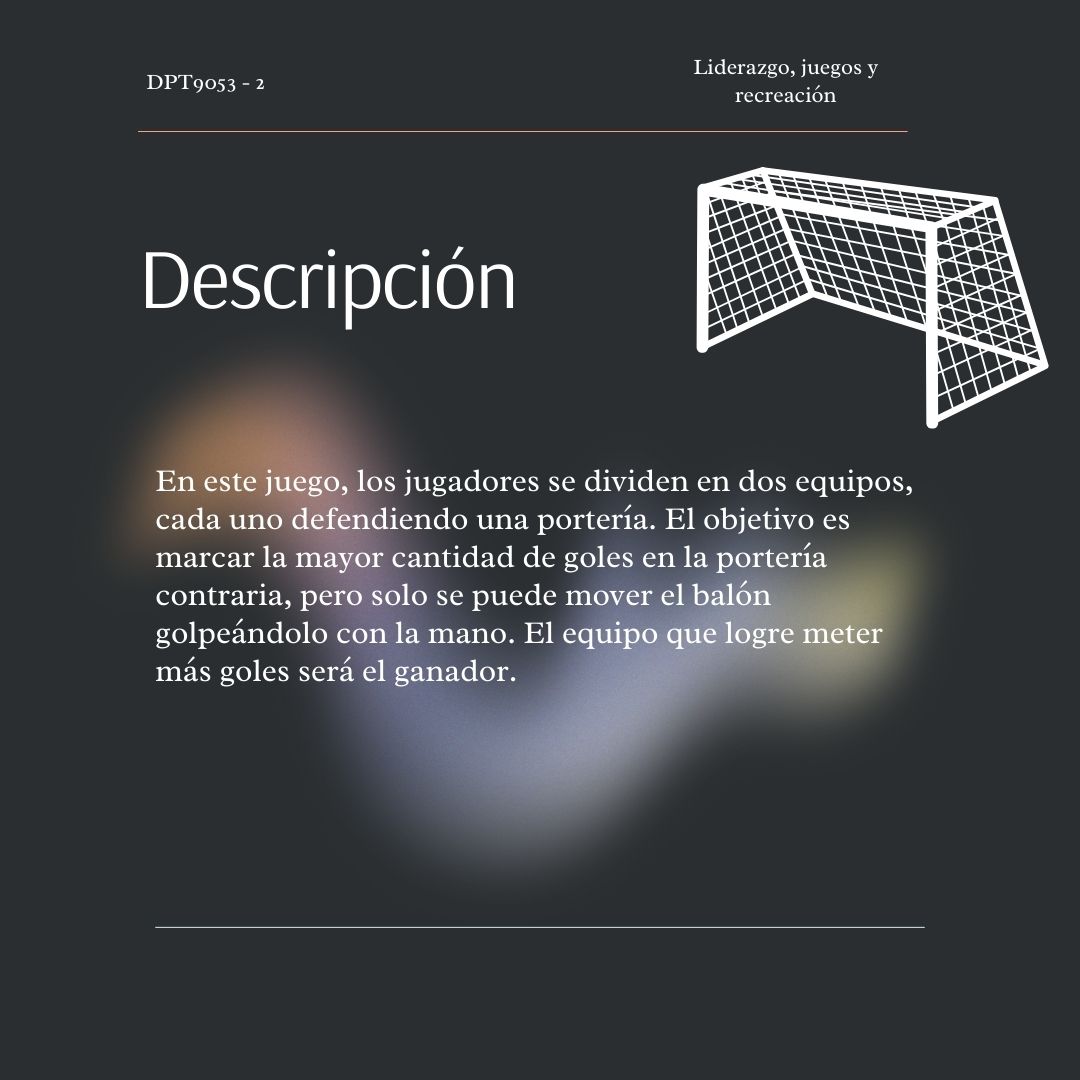 DPT9053 - 2
Liderazgo, juegos y
recreación
Descripción
En este juego, los jugadores se dividen en dos equipos,
cada uno defendiendo una portería. El objetivo es
marcar la mayor cantidad de goles en la portería
contraria, pero solo se puede mover el balón
golpeándolo con la mano. El equipo que logre meter
más goles será el ganador.